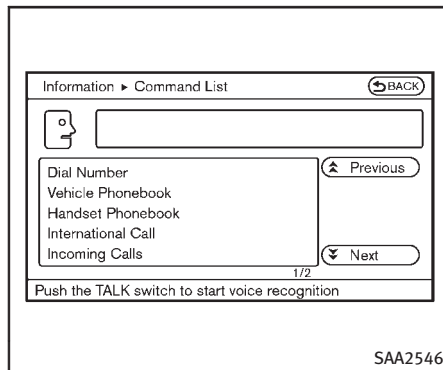 Information ▸ Command List
BACK
Dial Number
Previous
Vehicle Phonebook
Handset Phonebook
International Call
Incoming Calls
Next
1/2
Push the TALK switch to start voice recognition
SAA2546